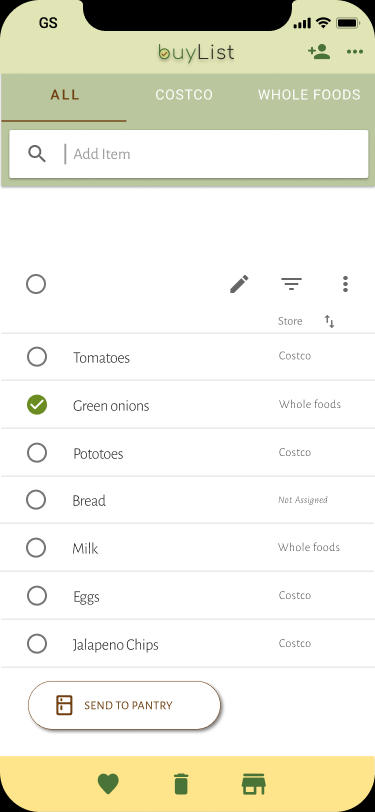 GS
buyList
ALL COSTCO WHOLE FOODS
Add Item
Store
Tomatoes Costco
Green onions Whole foods
Pototoes Costco
Bread Not Assigned
Milk Whole foods
Eggs Costco
Jalapeno Chips Costco
SEND TO PANTRY